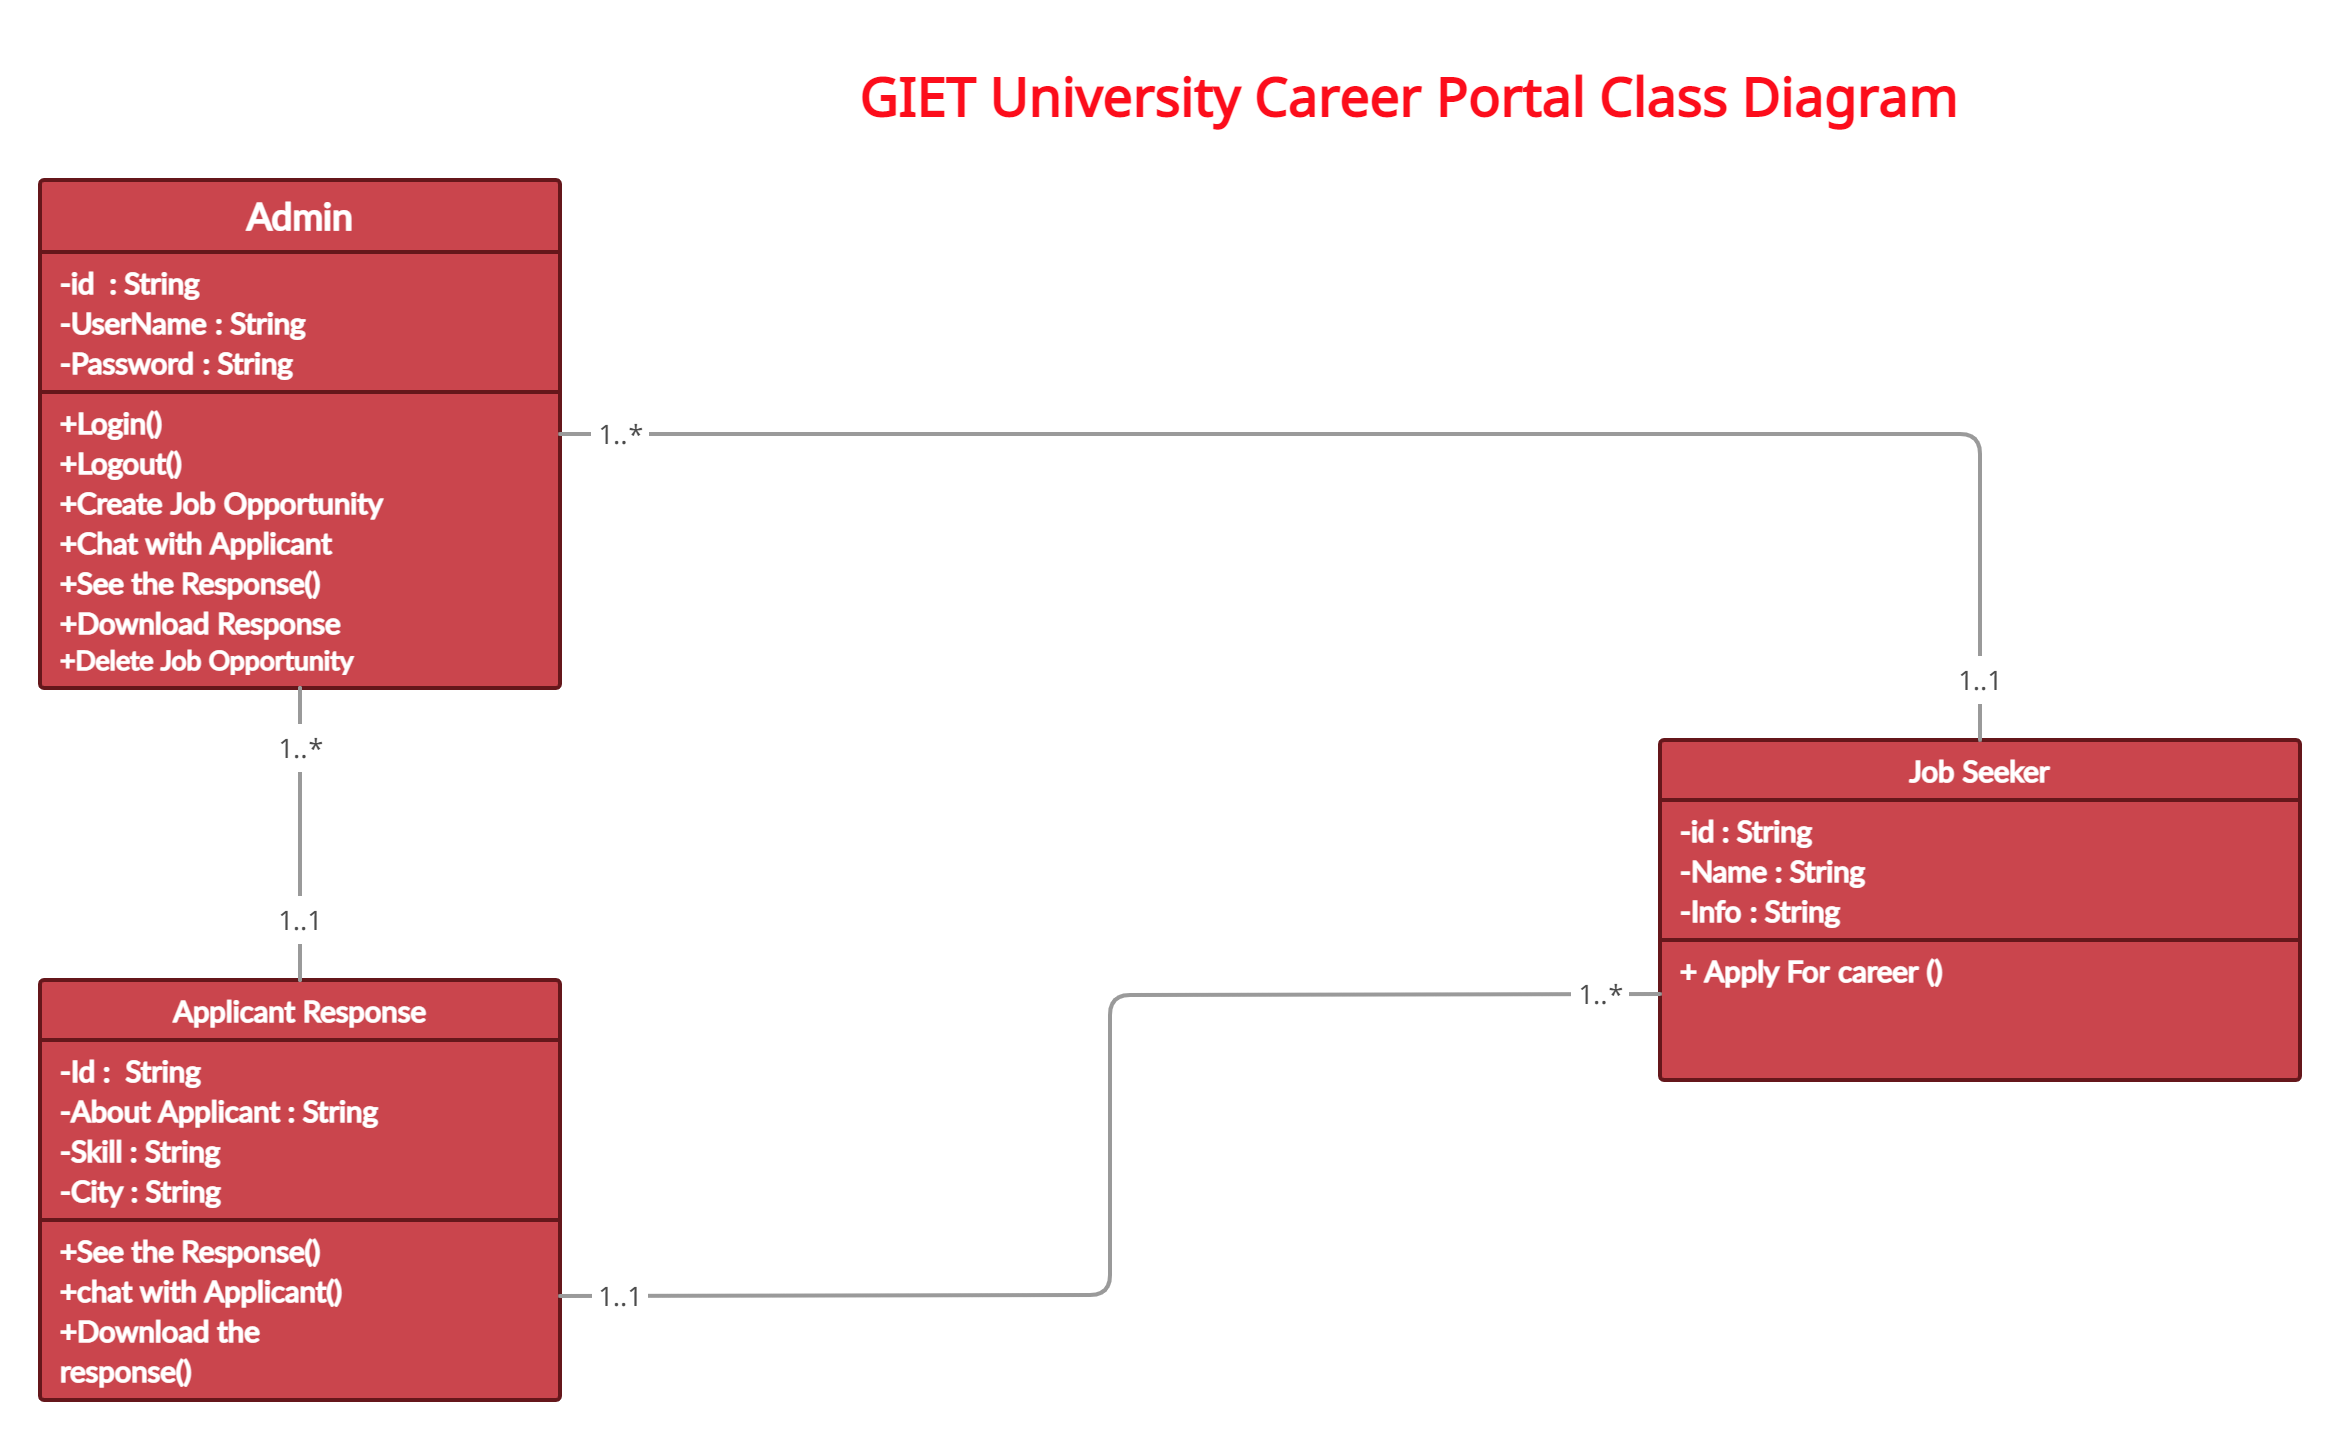 GIET University Career Portal Class Diagram
Admin
-id  : String
-UserName : String
-Password : String
+Login()
+Logout()
+Create Job Opportunity
+Chat with Applicant
+See the Response()
+Download Response
+Delete Job Opportunity
1..*
1..1
1..*
1..1
Job Seeker
-id : String
-Name : String
-Info : String
+ Apply For career ()
1..*
1..1
Applicant Response
-Id :  String
-About Applicant : String
-Skill : String
-City : String
+See the Response()
+chat with Applicant()
+Download the
response()